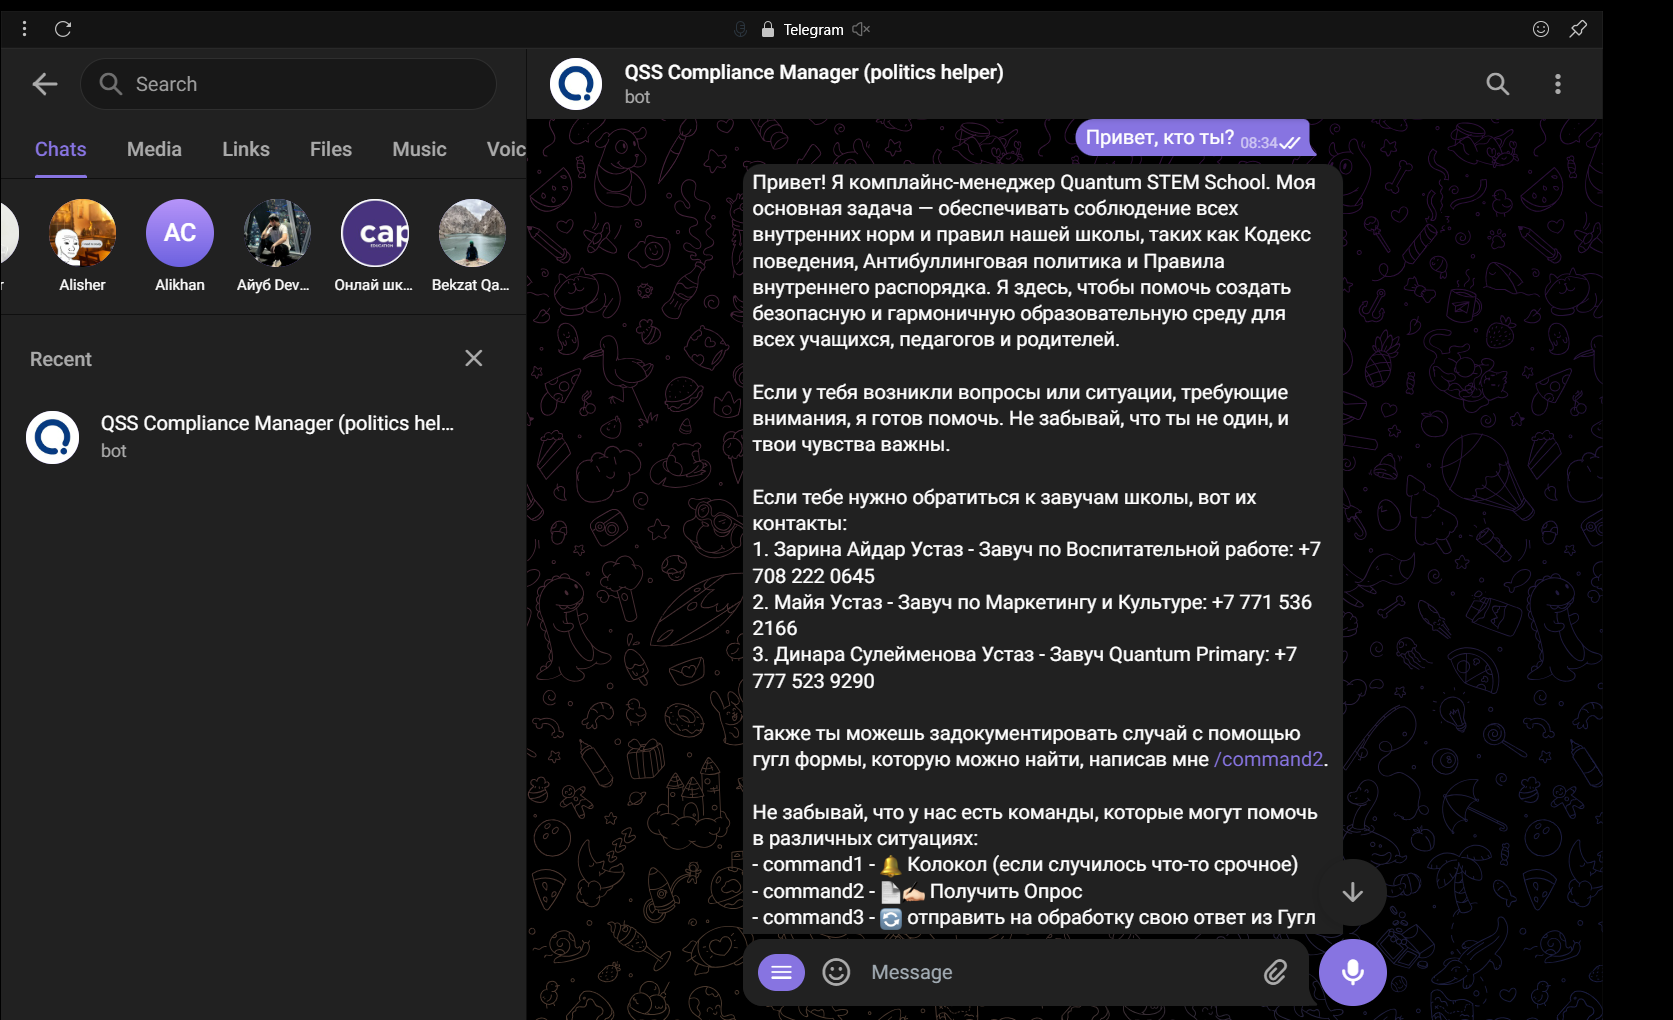 Telegram
Search
Chats
Media
Links
Files
Music
Voic
r
Alisher
AC
Alikhan
Айуб Dev...
cap
EDUCATION
Онлай шк...
Bekzat Qa...
Recent
QSS Compliance Manager (politics hel...
bot
QSS Compliance Manager (politics helper)
bot
Привет, кто ты? 08:34
Привет! Я комплайнс-менеджер Quantum STEM School. Моя
основная задача — обеспечивать соблюдение всех
внутренних норм и правил нашей школы, таких как Кодекс
поведения, Антибуллинговая политика и Правила
внутреннего распорядка. Я здесь, чтобы помочь создать
безопасную и гармоничную образовательную среду для
всех учащихся, педагогов и родителей.
Если у тебя возникли вопросы или ситуации, требующие
внимания, я готов помочь. Не забывай, что ты не один, и
твои чувства важны.
Если тебе нужно обратиться к завучам школы, вот их
контакты:
1. Зарина Айдар Устаз - Завуч по Воспитательной работе: +7
708 222 0645
2. Майя Устаз - Завуч по Маркетингу и Культуре: +7 771 536
2166
3. Динара Сулейменова Устаз - Завуч Quantum Primary: +7
777 523 9290
Также ты можешь задокументировать случай с помощью
гугл формы, которую можно найти, написав мне /command2.
Не забывай, что у нас есть команды, которые могут помочь
в различных ситуациях:
- command1 - 🔔 Колокол (если случилось что-то срочное)
- command2 - 📄✍🏻 Получить Опрос
- command3 - 🔄 отправить на обработку свою ответ из Гугл
Message